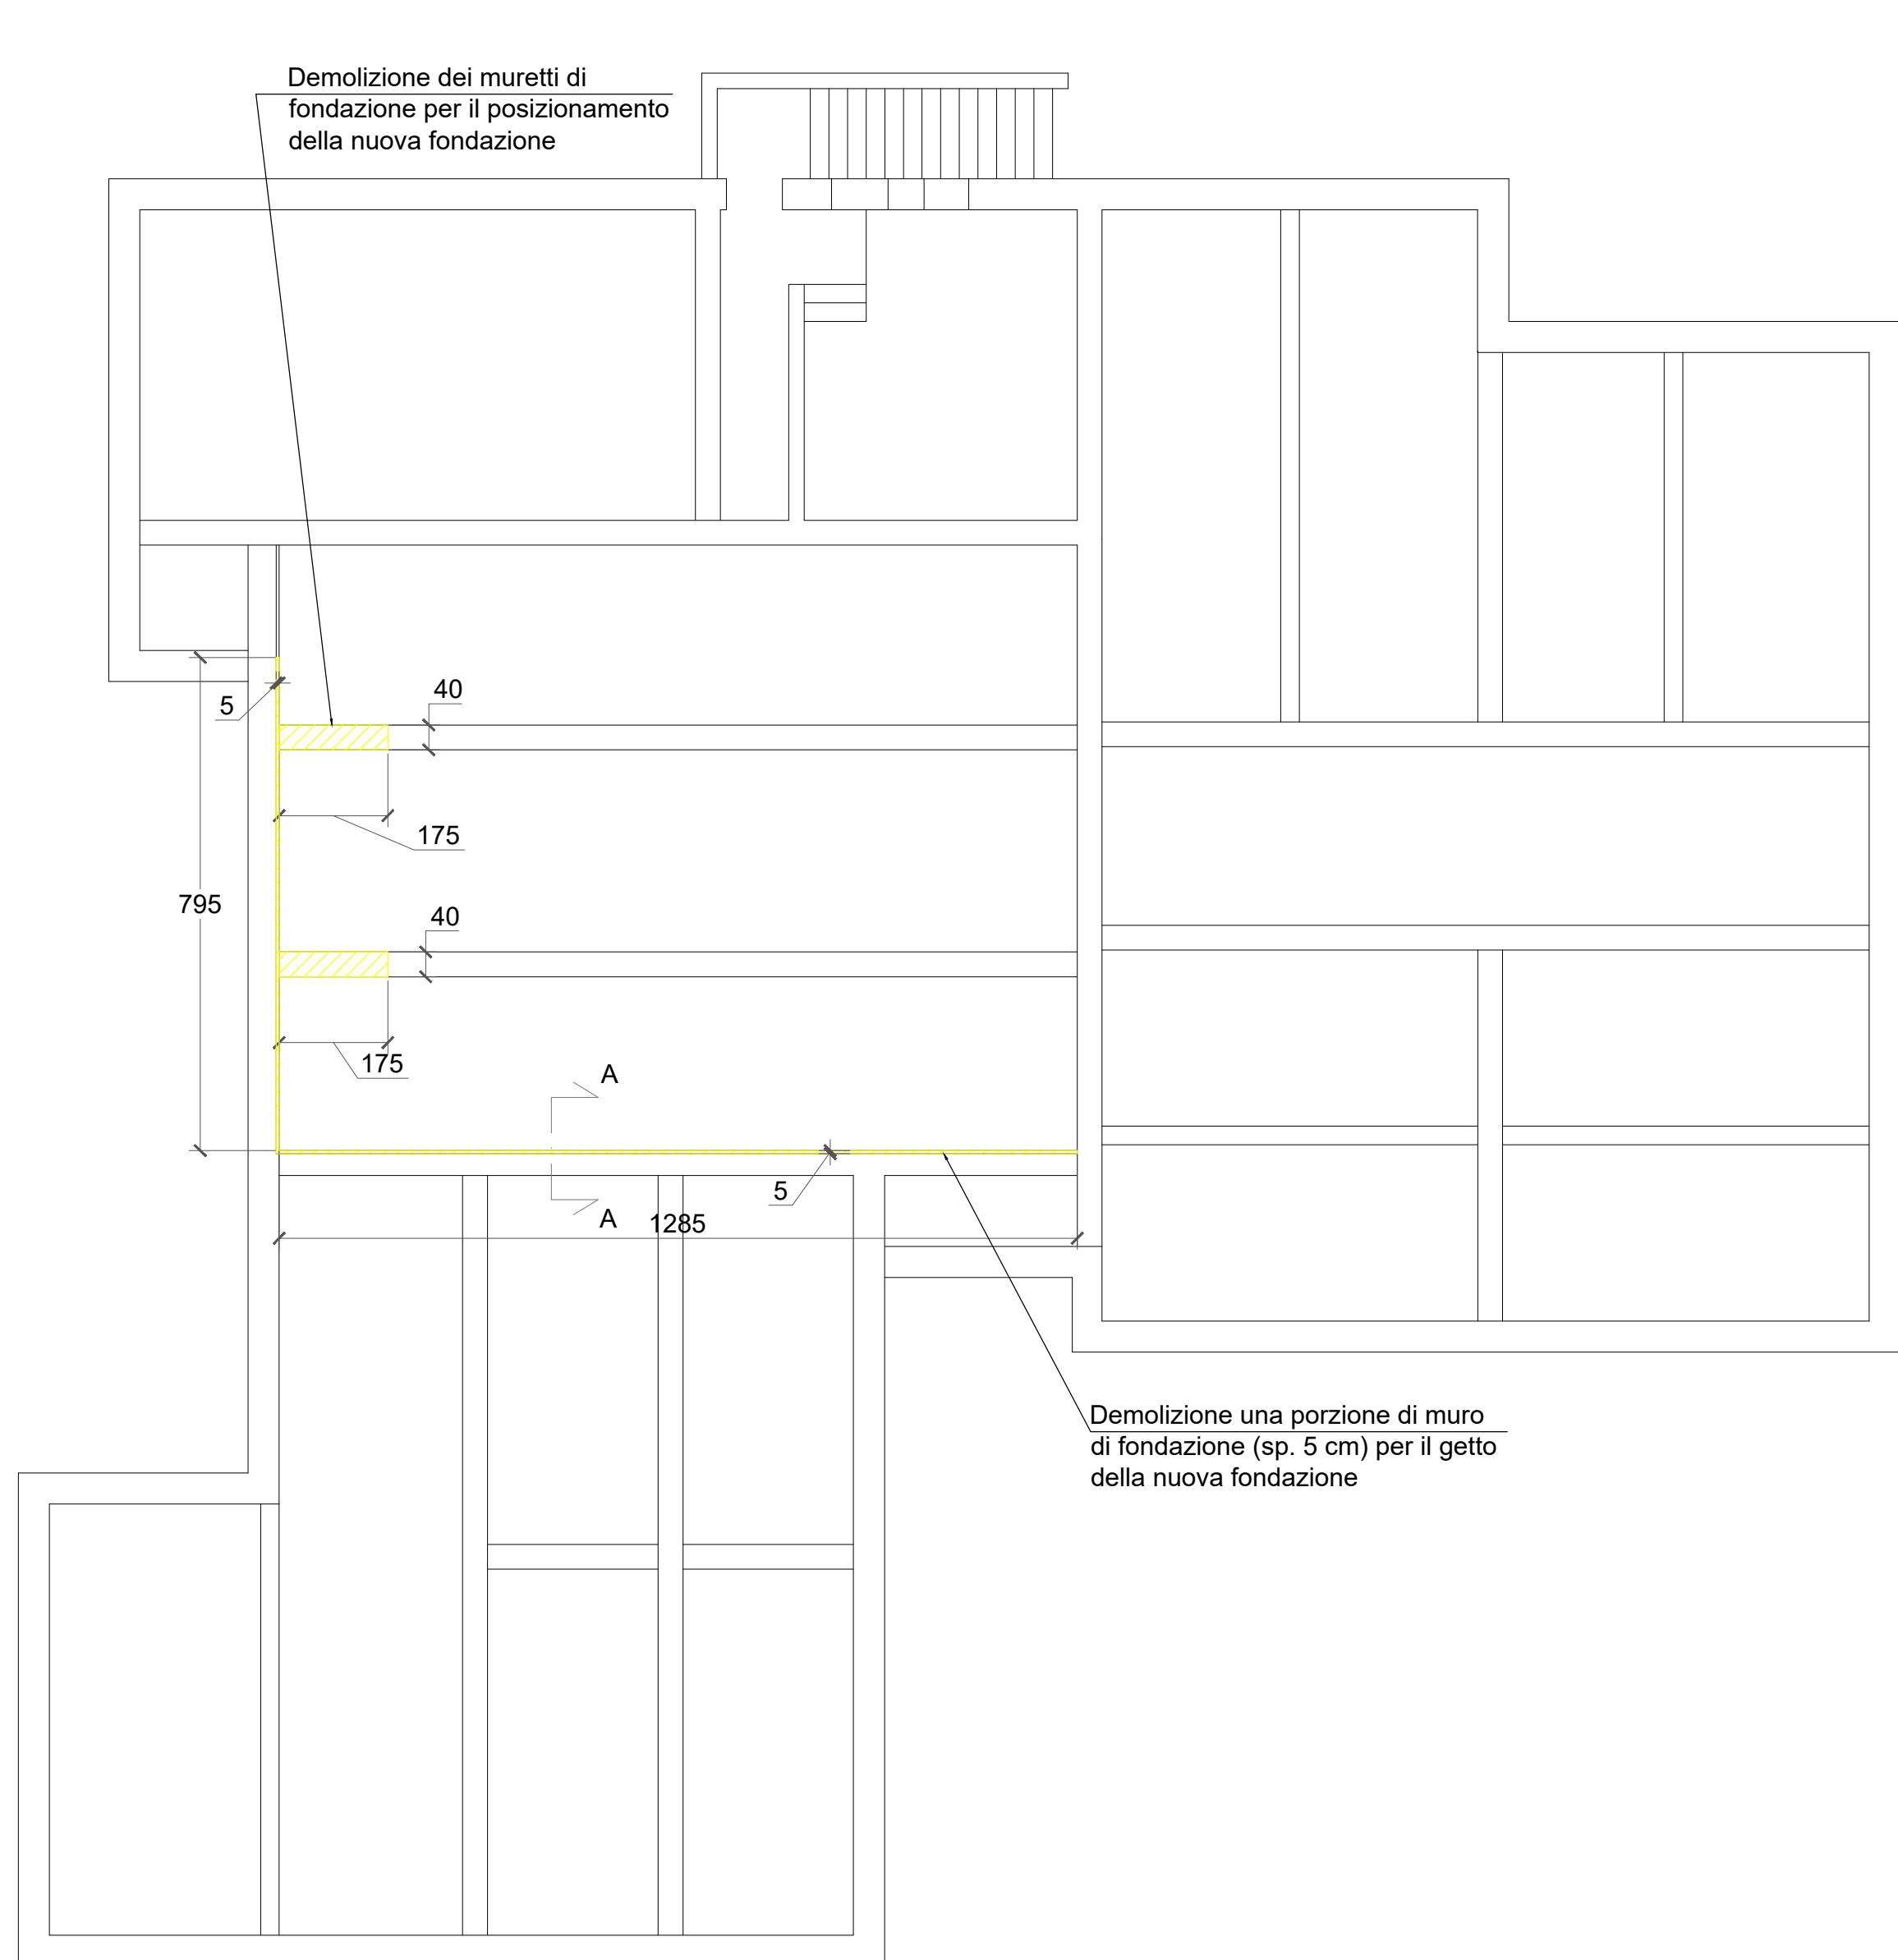 Demolizione dei muretti di
fondazione per il posizionamento
della nuova fondazione
40
5
175
795
40
175
A
5
A
1285
Demolizione una porzione di muro
di fondazione (sp. 5 cm) per il getto
della nuova fondazione